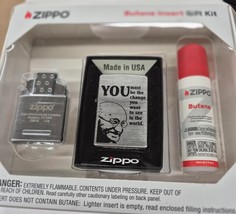 ZIPPO
Butane Insert Gift Kit
Made in USA
YOU must
be the
change
you
want to
see in
the
world.
zippo
zippo
ZIPPO
Butane
DANGER: EXTREMELY FLAMMABLE. CONTENTS UNDER PRESSURE. KEEP OUT OF
REACH OF CHILDREN. Read carefully other cautionary labeling on back panel.
INSERT DOES NOT CONTAIN BUTANE: Lighter insert is empty, read enclosed filling instructions